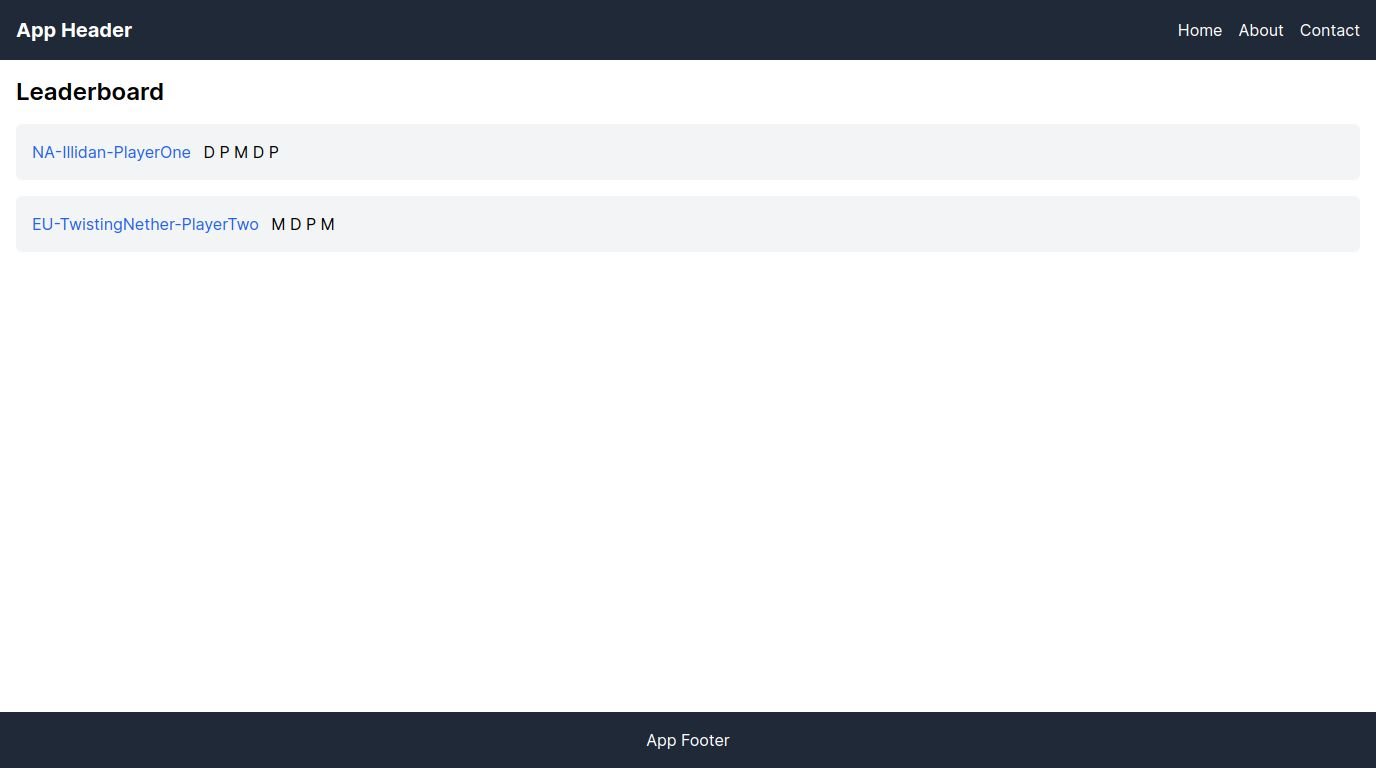 App Header Home About Contact
Leaderboard
NA-Illidan-PlayerOne D P M D P
EU-TwistingNether-PlayerTwo M D P M
App Footer